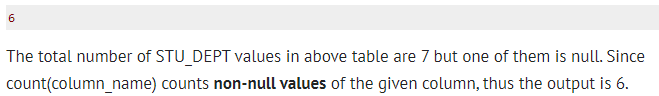 6
The total number of STU_DEPT values in above table are 7 but one of them is null. Since
count(column_name) counts non-null values of the given column, thus the output is 6.